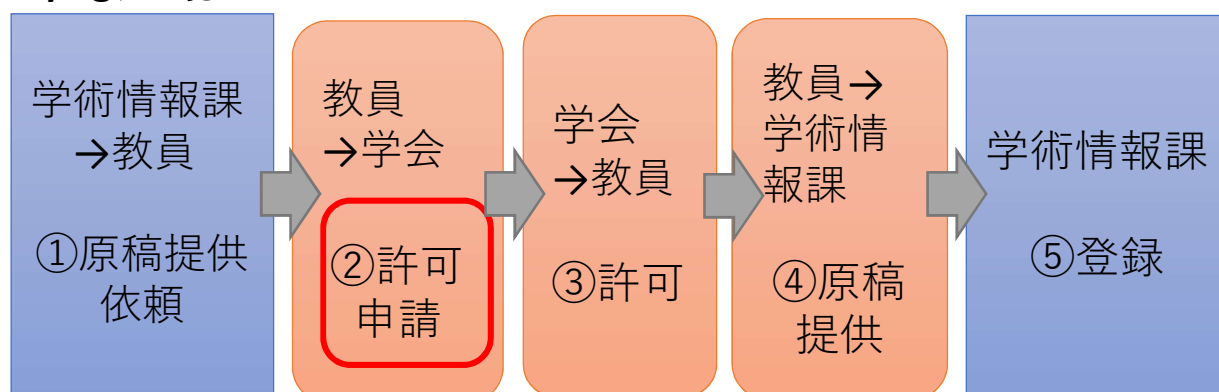 学術情報課
→教員
①原稿提供
依頼
教員
→学会
②許可
申請
学会
→教員
③許可
教員→
学術情
報課
④原稿
提供
学術情報課
⑤登録